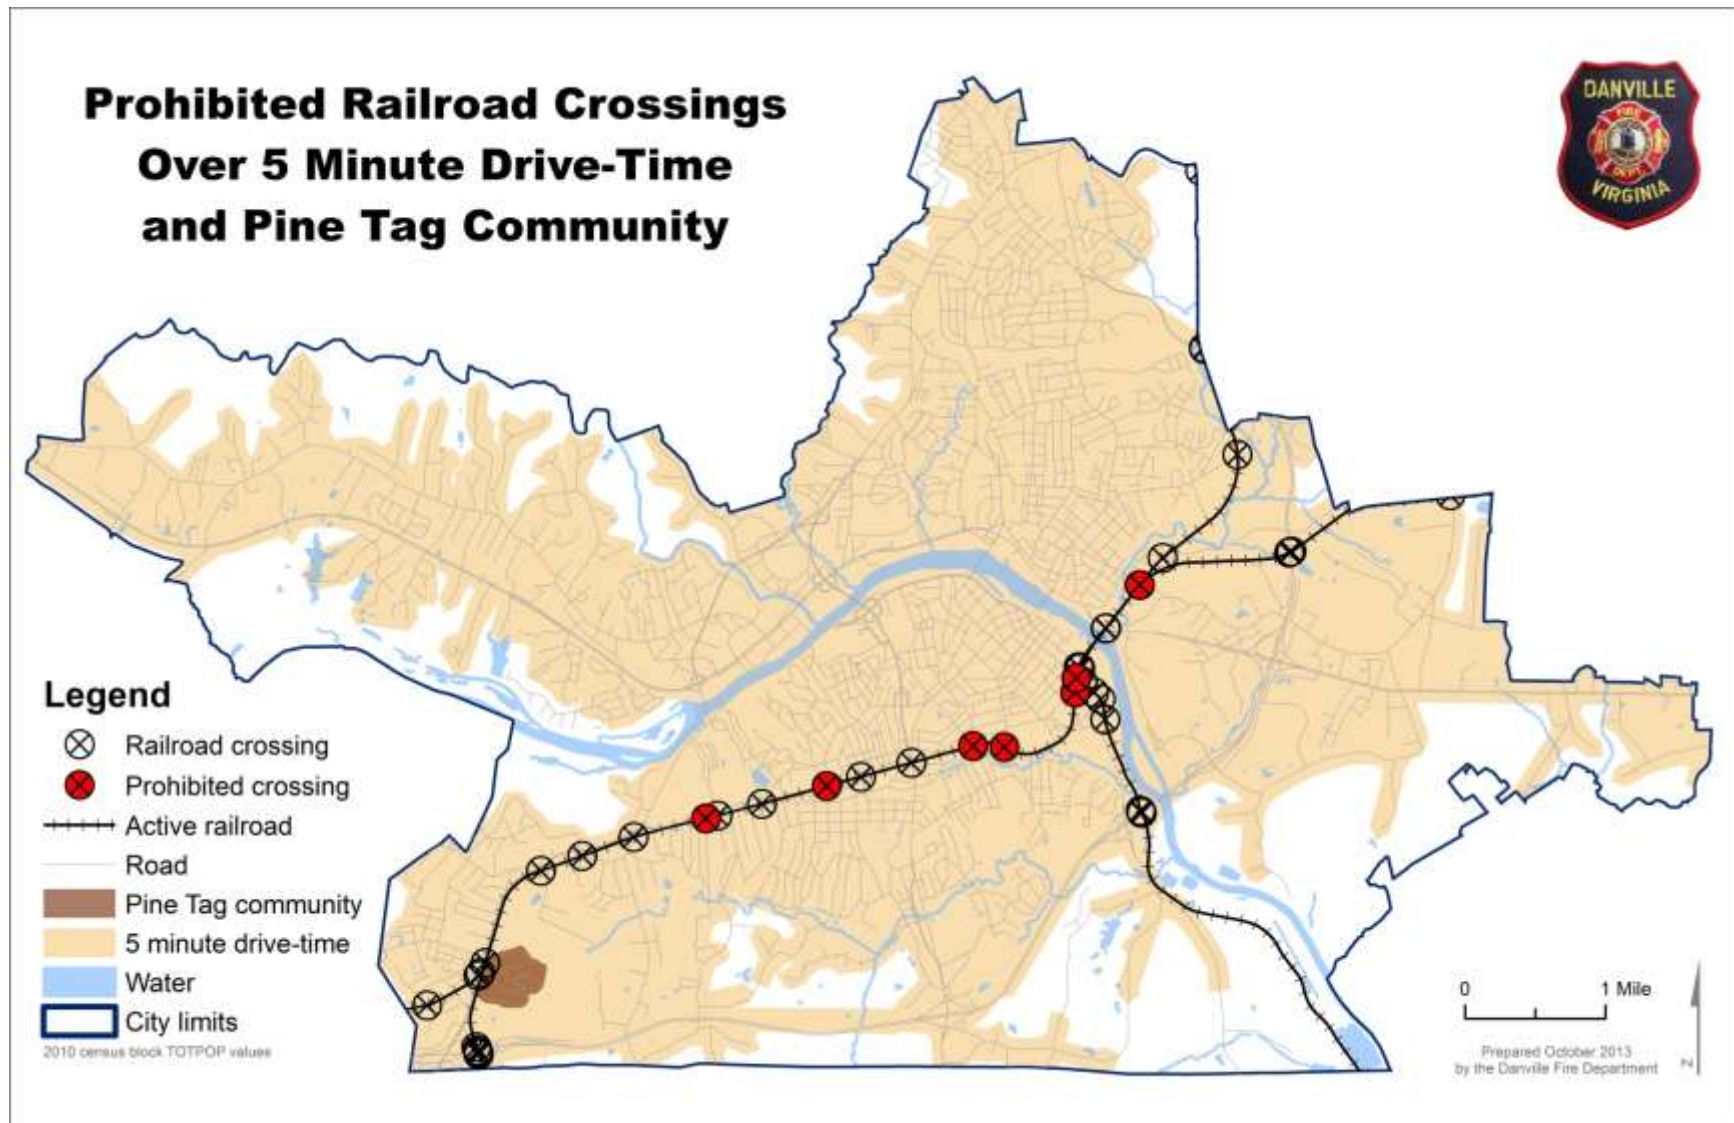 Prohibited Railroad Crossings
Over 5 Minute Drive-Time
and Pine Tag Community
DANVILLE
FIRE
DEPT.
VIRGINIA
Legend
Railroad crossing
Prohibited crossing
Active railroad
Road
Pine Tag community
5 minute drive-time
Water
City limits
2010 census block TOTPOP values
0 1 Mile
Prepared October 2013
by the Danville Fire Department
N